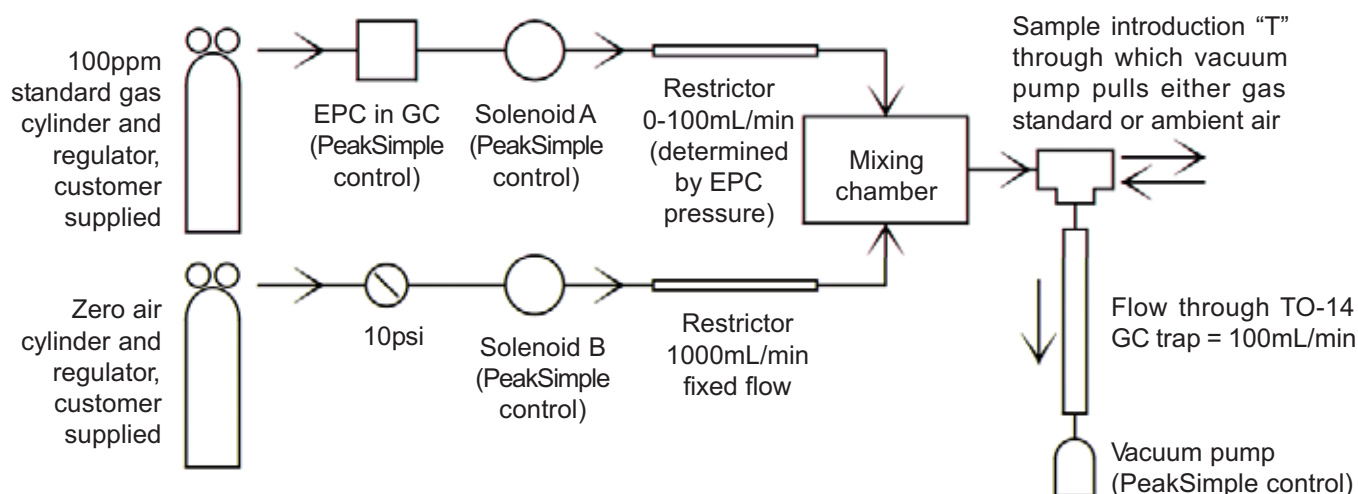 100ppm
standard gas
cylinder and
regulator,
customer
supplied
EPC in GC
(PeakSimple
control)
Solenoid A
(PeakSimple
control)
Restrictor
0-100mL/min
(determined
by EPC
pressure)
Mixing
chamber
Sample introduction “T”
through which vacuum
pump pulls either gas
standard or ambient air
Zero air
cylinder and
regulator,
customer
supplied
10psi
Solenoid B
(PeakSimple
control)
Restrictor
1000mL/min
fixed flow
Flow through TO-14
GC trap = 100mL/min
Vacuum pump
(PeakSimple control)